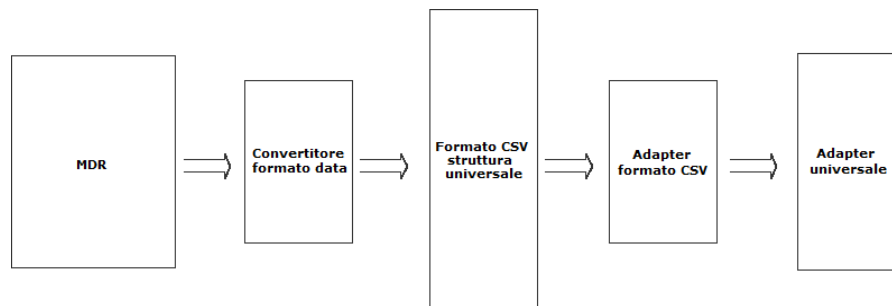 MDR
Convertitore
formato data
Formato CSV
struttura
universale
Adapter
formato CSV
Adapter
universale